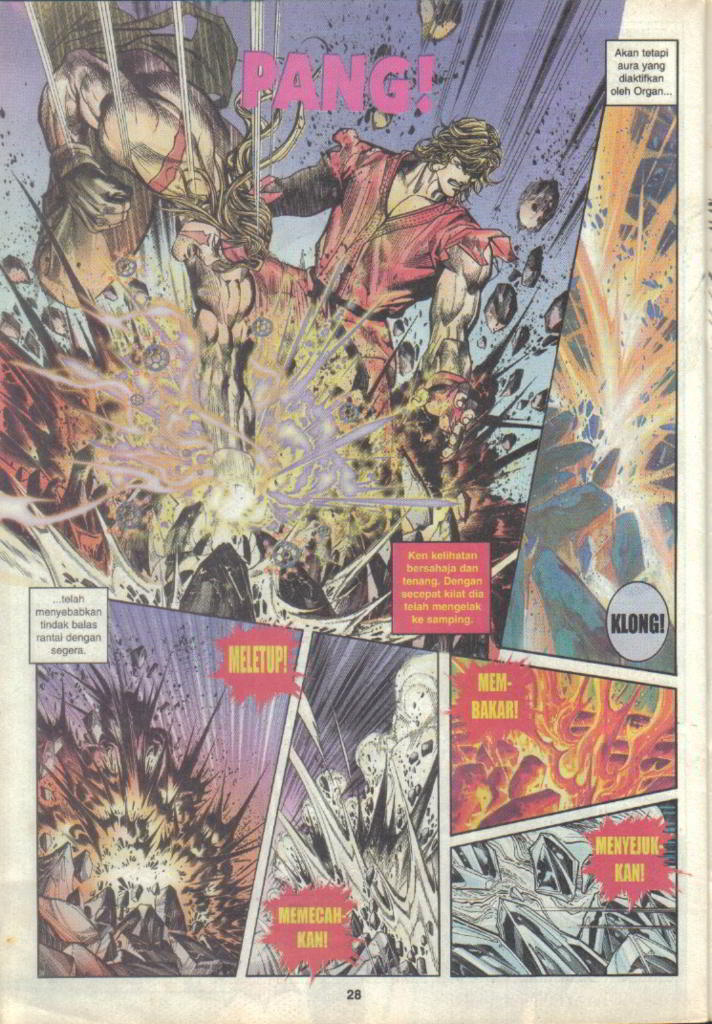 PANG!
Akan tetapi
aura yang
diaktifkan
oleh Organ...
Ken kelihatan
bersahaja dan
tenang. Dengan
secepat kilat dia
telah mengelak
ke samping.
KLONG!
...telah
menyebabkan
tindak balas
rantai dengan
segera.
MELETUP!
MEMECAH-
KAN!
MEM-
BAKAR!
MENYEJUK-
KAN!
28